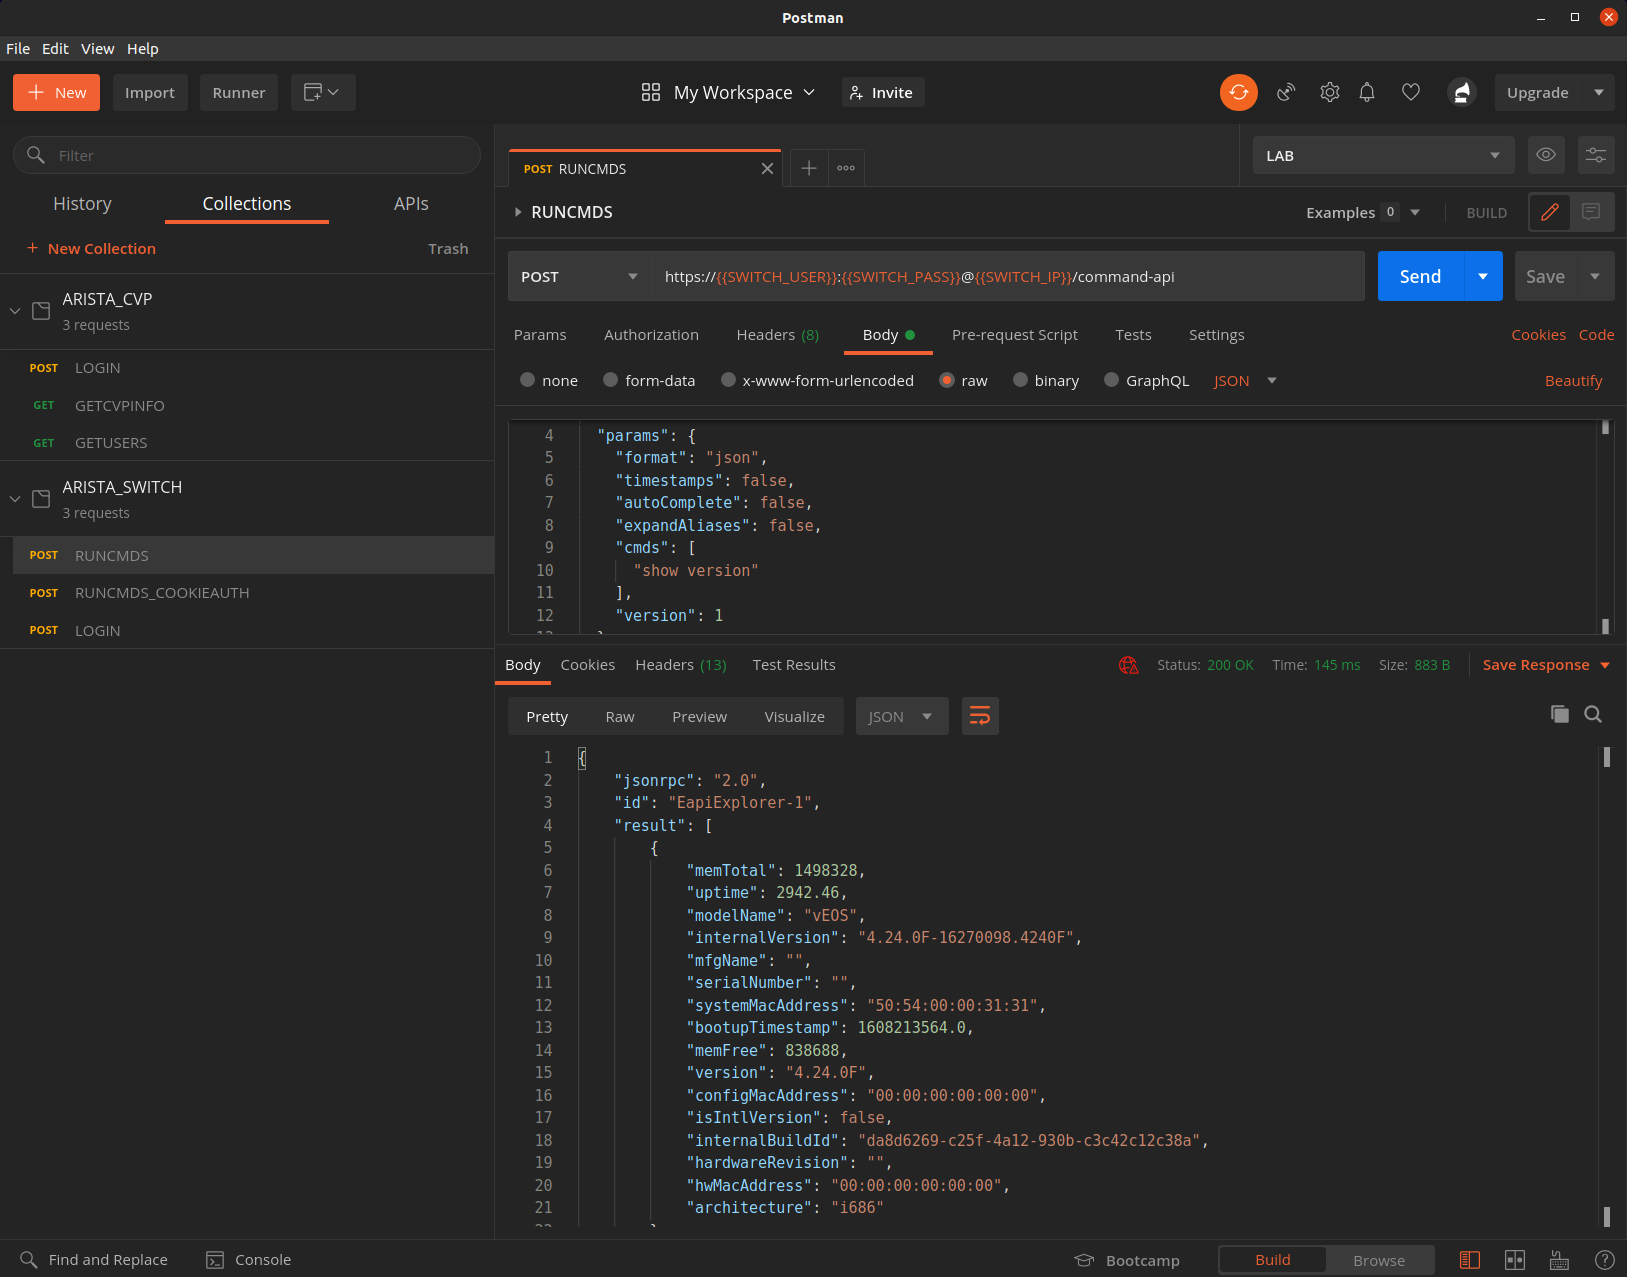 Postman
File Edit View Help
New Import Runner My Workspace Invite Upgrade
Filter
History Collections APIs
+ New Collection Trash
ARISTA_CVP
3 requests
POST LOGIN
GET GETCVPINFO
GET GETUSERS
ARISTA_SWITCH
3 requests
POST RUNCMDS
POST RUNCMDS_COOKIEAUTH
POST LOGIN
POST RUNCMDS
LAB
RUNCMDS
Examples 0 BUILD
POST https://{{SWITCH_USER}}:{{SWITCH_PASS}}@{{SWITCH_IP}}/command-api Send Save
Params Authorization Headers (8) Body Pre-request Script Tests Settings Cookies Code
none form-data x-www-form-urlencoded raw binary GraphQL JSON Beautify
4 "params": {
5 "format": "json",
6 "timestamps": false,
7 "autoComplete": false,
8 "expandAliases": false,
9 "cmds": [
10 "show version"
11 ],
12 "version": 1
Body Cookies Headers (13) Test Results Status: 200 OK Time: 145 ms Size: 883 B Save Response
Pretty Raw Preview Visualize JSON
1 {
2 "jsonrpc": "2.0",
3 "id": "EapiExplorer-1",
4 "result": [
5 {
6 "memTotal": 1498328,
7 "uptime": 2942.46,
8 "modelName": "vEOS",
9 "internalVersion": "4.24.0F-16270098.4240F",
10 "mfgName": "",
11 "serialNumber": "",
12 "systemMacAddress": "50:54:00:00:31:31",
13 "bootupTimestamp": 1608213564.0,
14 "memFree": 838688,
15 "version": "4.24.0F",
16 "configMacAddress": "00:00:00:00:00:00",
17 "isIntlVersion": false,
18 "internalBuildId": "da8d6269-c25f-4a12-930b-c3c42c12c38a",
19 "hardwareRevision": "",
20 "hwMacAddress": "00:00:00:00:00:00",
21 "architecture": "i686"
Find and Replace Console Bootcamp Build Browse